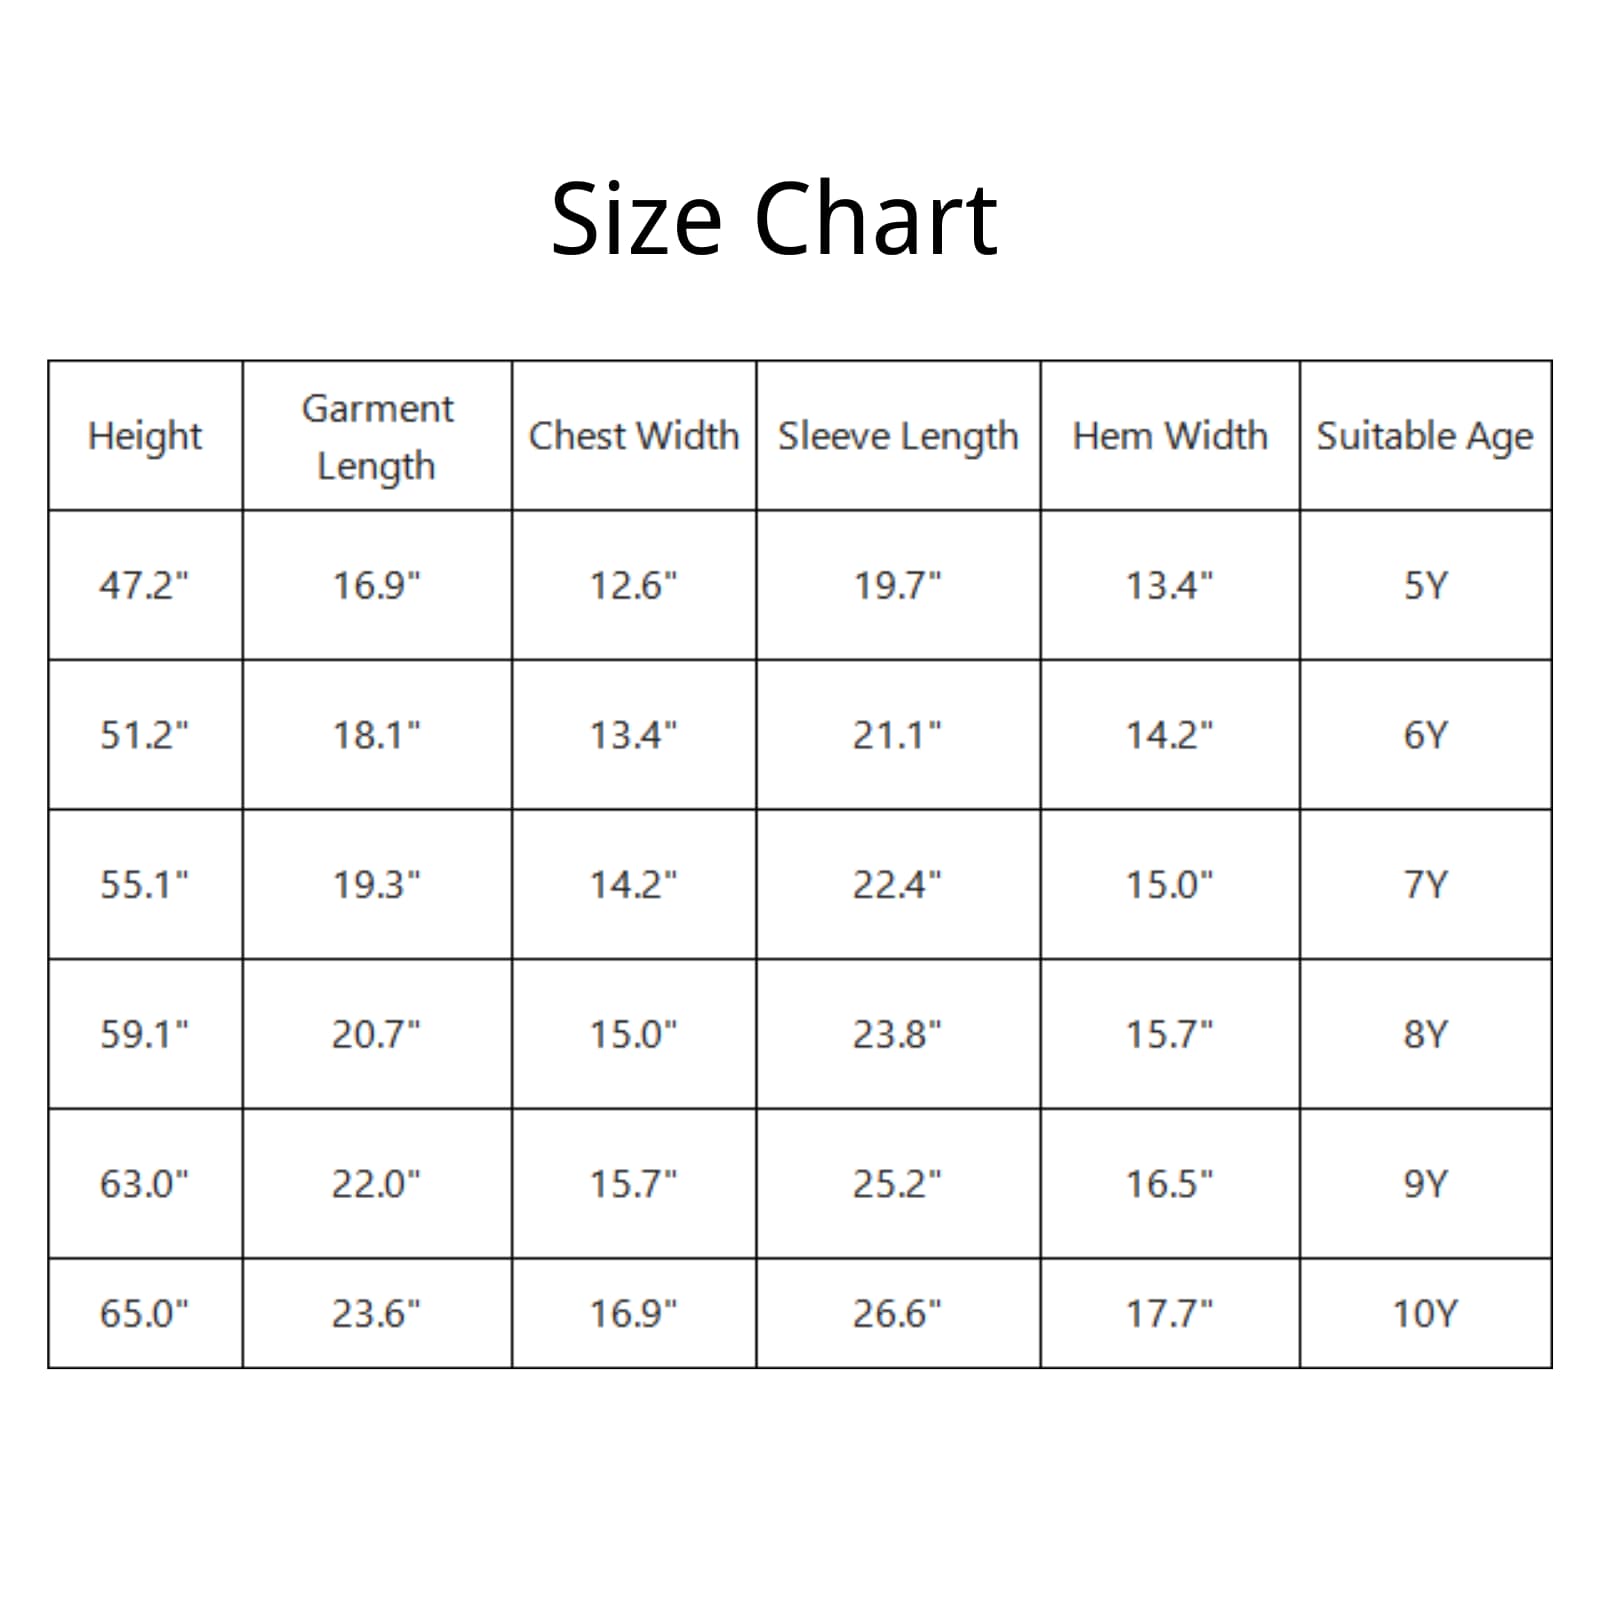 Size Chart
Height Garment Length Chest Width Sleeve Length Hem Width Suitable Age
47.2" 16.9" 12.6" 19.7" 13.4" 5Y
51.2" 18.1" 13.4" 21.1" 14.2" 6Y
55.1" 19.3" 14.2" 22.4" 15.0" 7Y
59.1" 20.7" 15.0" 23.8" 15.7" 8Y
63.0" 22.0" 15.7" 25.2" 16.5" 9Y
65.0" 23.6" 16.9" 26.6" 17.7" 10Y